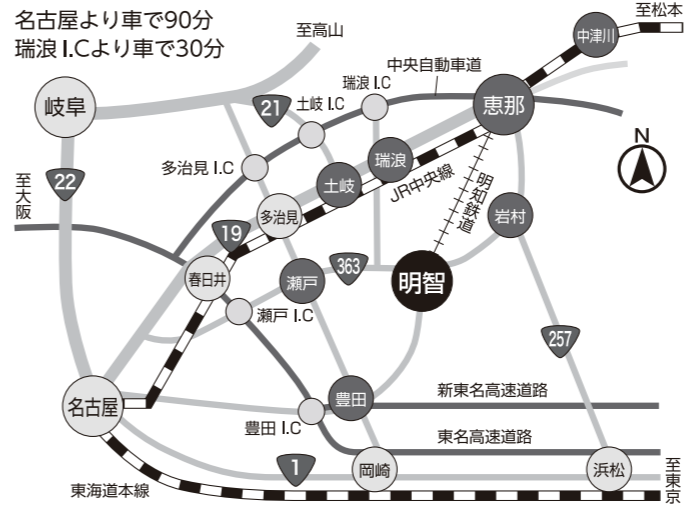 名古屋より車で90分
瑞浪I.Cより車で30分
至高山
至松本
中津川
中央自動車道
瑞浪I.C
恵那
岐阜
21
土岐I.C
N
多治見I.C
瑞浪
土岐
JR中央線
明知鉄道
22
至大阪
多治見
岩村
19
363
春日井
瀬戸
明智
瀬戸I.C
257
新東名高速道路
名古屋
豊田
豊田I.C
東名高速道路
1
岡崎
浜松
至東京
東海道本線